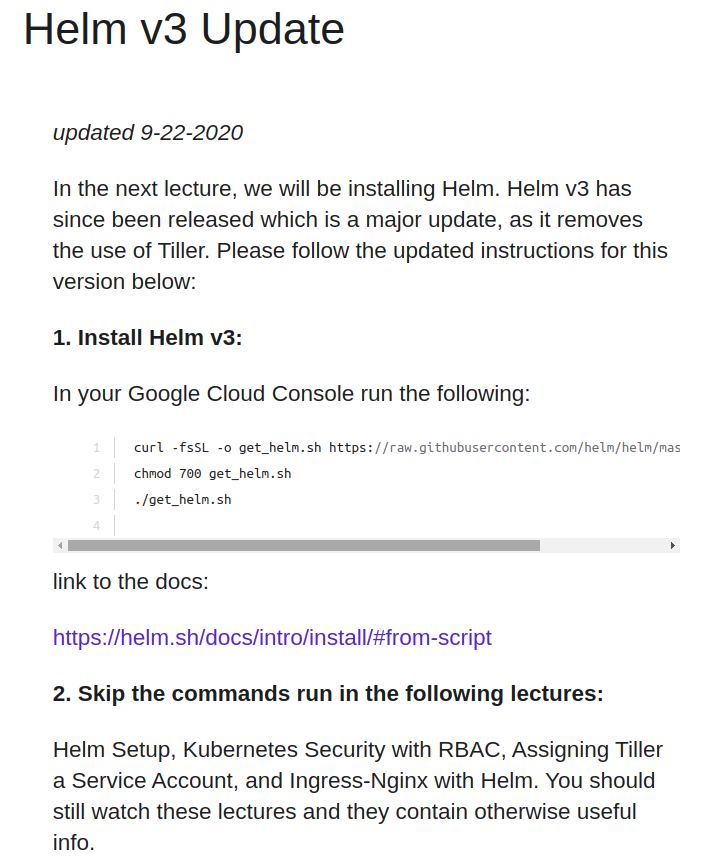 Helm v3 Update
updated 9-22-2020
In the next lecture, we will be installing Helm. Helm v3 has
since been released which is a major update, as it removes
the use of Tiller. Please follow the updated instructions for this
version below:
1. Install Helm v3:
In your Google Cloud Console run the following:
1 curl -fsSL -o get_helm.sh https://raw.githubusercontent.com/helm/helm/mas
2 chmod 700 get_helm.sh
3 ./get_helm.sh
4
link to the docs:
https://helm.sh/docs/intro/install/#from-script
2. Skip the commands run in the following lectures:
Helm Setup, Kubernetes Security with RBAC, Assigning Tiller
a Service Account, and Ingress-Nginx with Helm. You should
still watch these lectures and they contain otherwise useful
info.